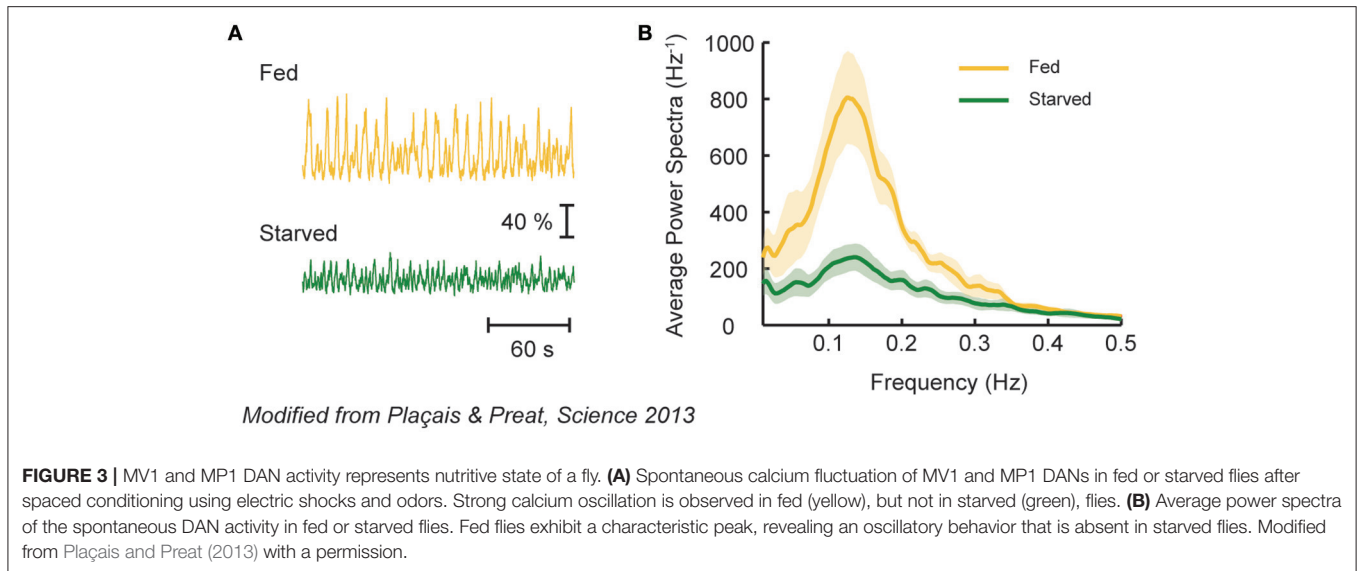 A
Fed
40 %
Starved
60 s
B
Average Power Spectra (Hz-1)
1000
800
600
400
200
0
0.1 0.2 0.3 0.4 0.5
Frequency (Hz)
Fed
Starved
Modified from Plaçais & Preat, Science 2013
FIGURE 3 | MV1 and MP1 DAN activity represents nutritive state of a fly. (A) Spontaneous calcium fluctuation of MV1 and MP1 DANs in fed or starved flies after
spaced conditioning using electric shocks and odors. Strong calcium oscillation is observed in fed (yellow), but not in starved (green), flies. (B) Average power spectra
of the spontaneous DAN activity in fed or starved flies. Fed flies exhibit a characteristic peak, revealing an oscillatory behavior that is absent in starved flies. Modified
from Plaçais and Preat (2013) with a permission.